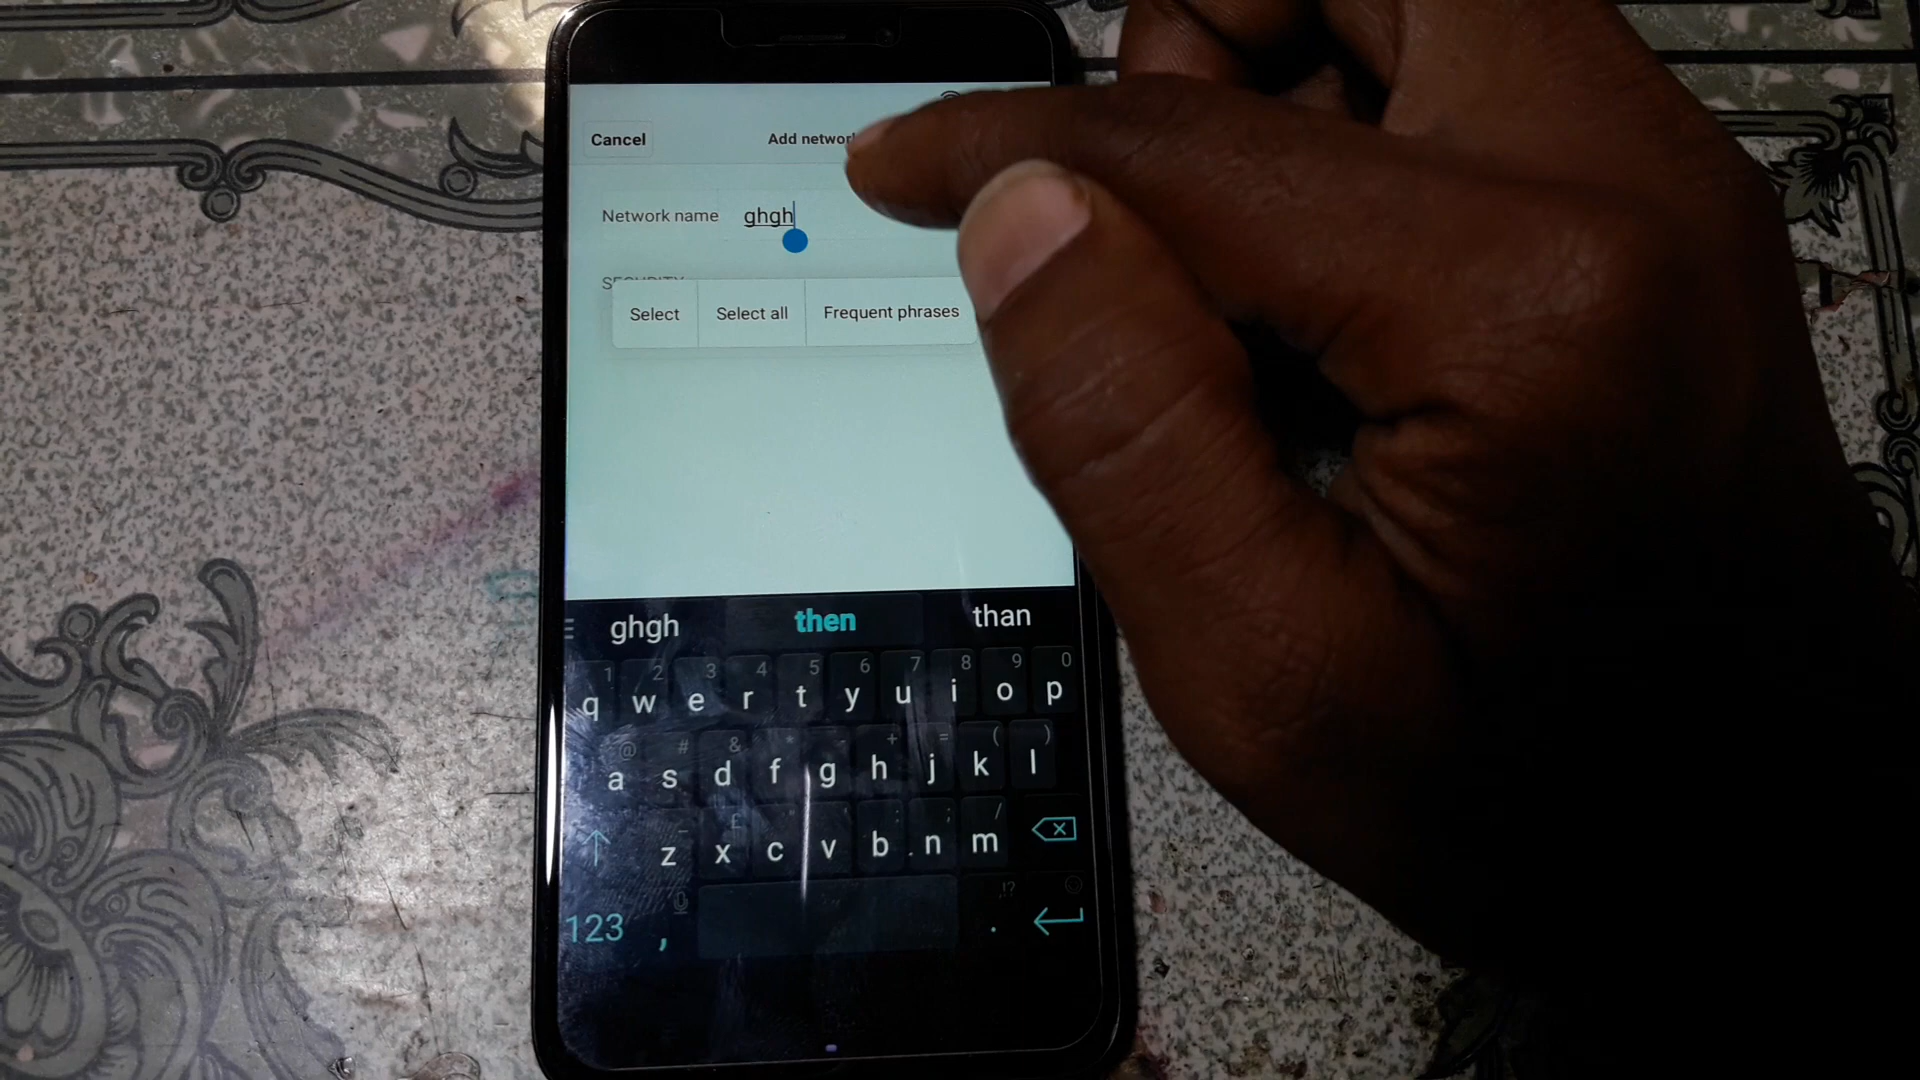 Cancel Add network
Network name ghgh
SECURITY
Select Select all Frequent phrases
ghgh then than
1 2 3 4 5 6 7 8 9 0
q w e r t y u i o p
@ # & * + = ( )
a s d f g h j k l
- £ " ' : ; /
z x c v b n m
!?
123 , .